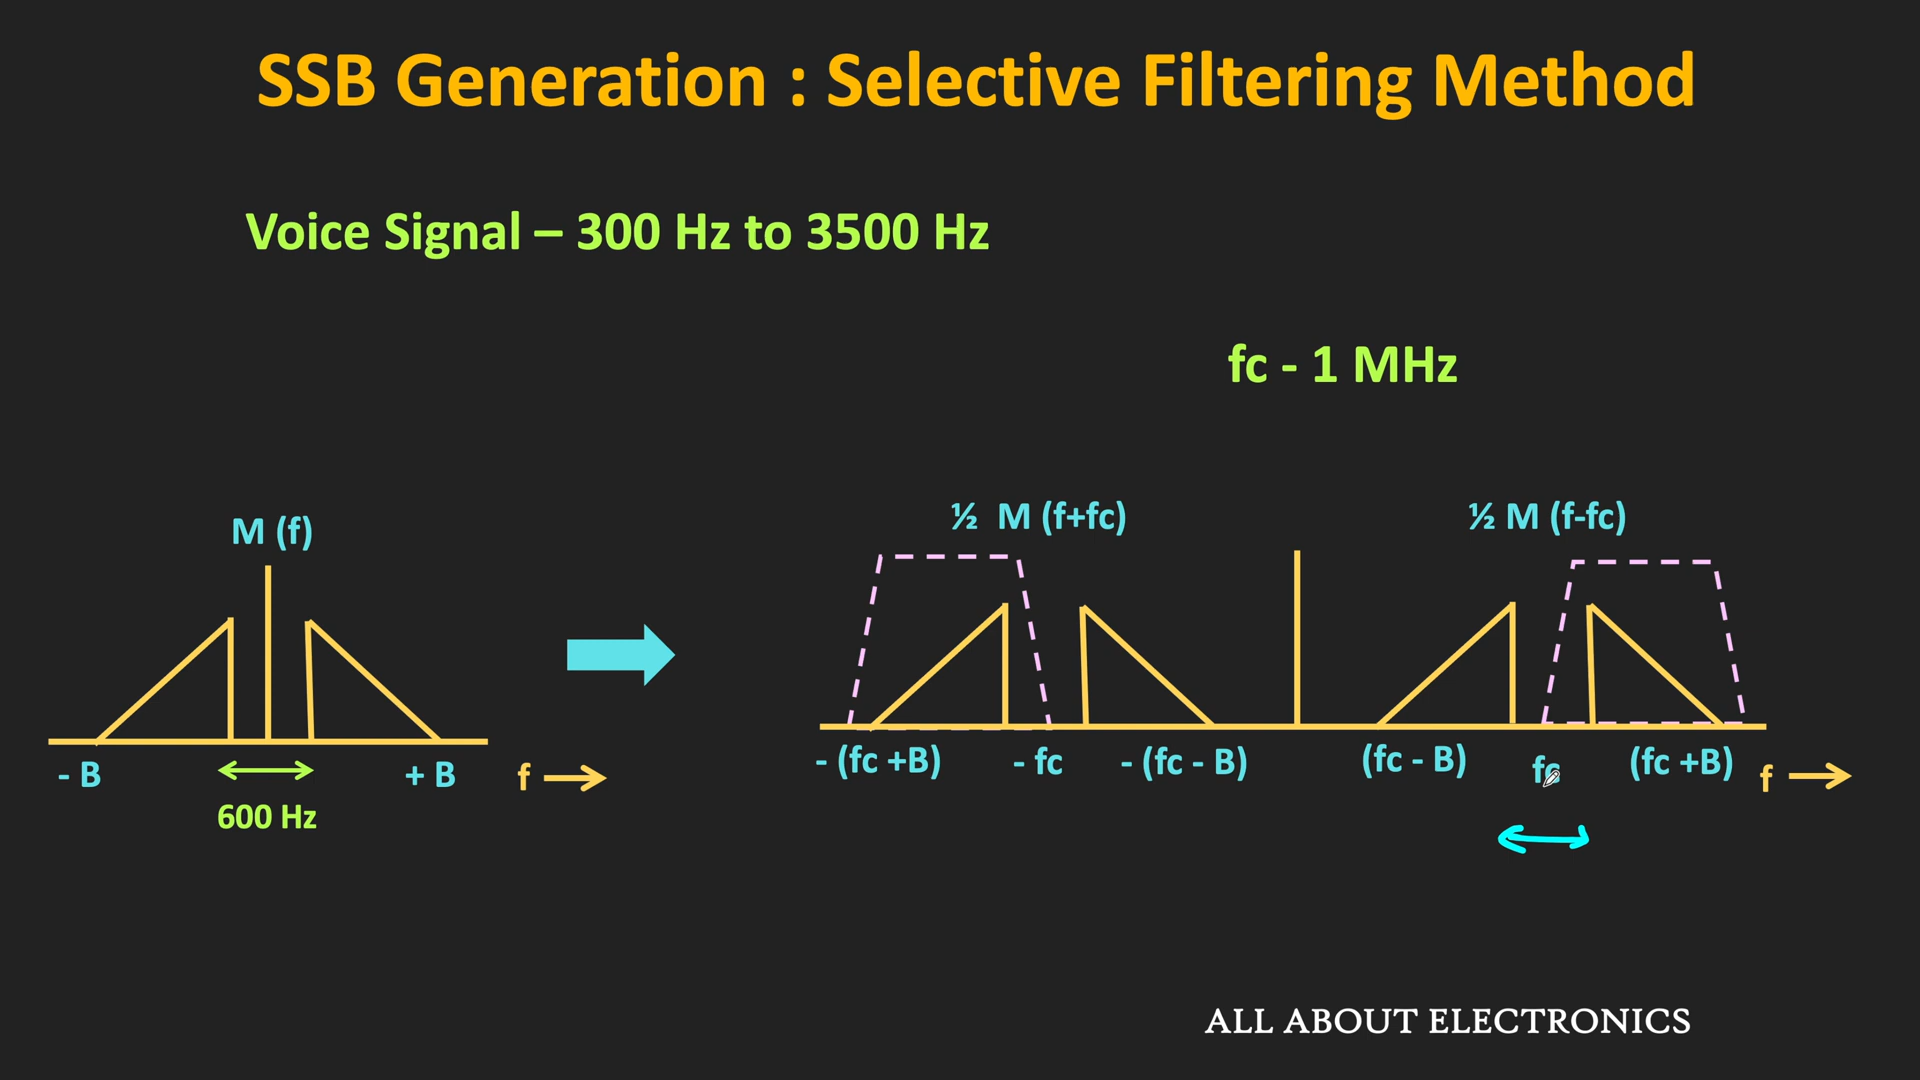 SSB Generation : Selective Filtering Method
Voice Signal – 300 Hz to 3500 Hz
fc - 1 MHz
M (f)
½ M (f+fc)
½ M (f-fc)
- B
+ B
f
600 Hz
- (fc +B)
- fc
- (fc - B)
(fc - B)
fc
(fc +B)
f
ALL ABOUT ELECTRONICS